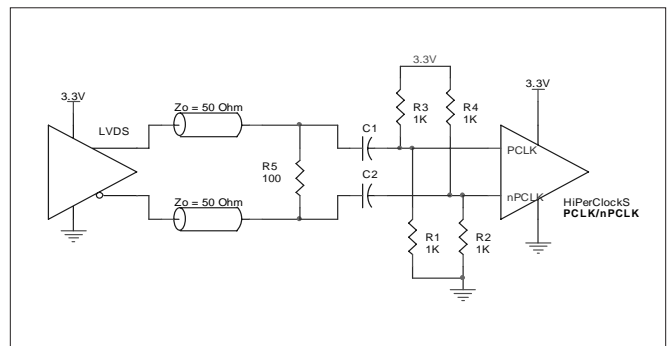 3.3V
3.3V
3.3V
Zo = 50 Ohm
LVDS
C1
R3
1K
R4
1K
PCLK
R5
100
C2
nPCLK
Zo = 50 Ohm
HiPerClockS
PCLK/nPCLK
R1
1K
R2
1K